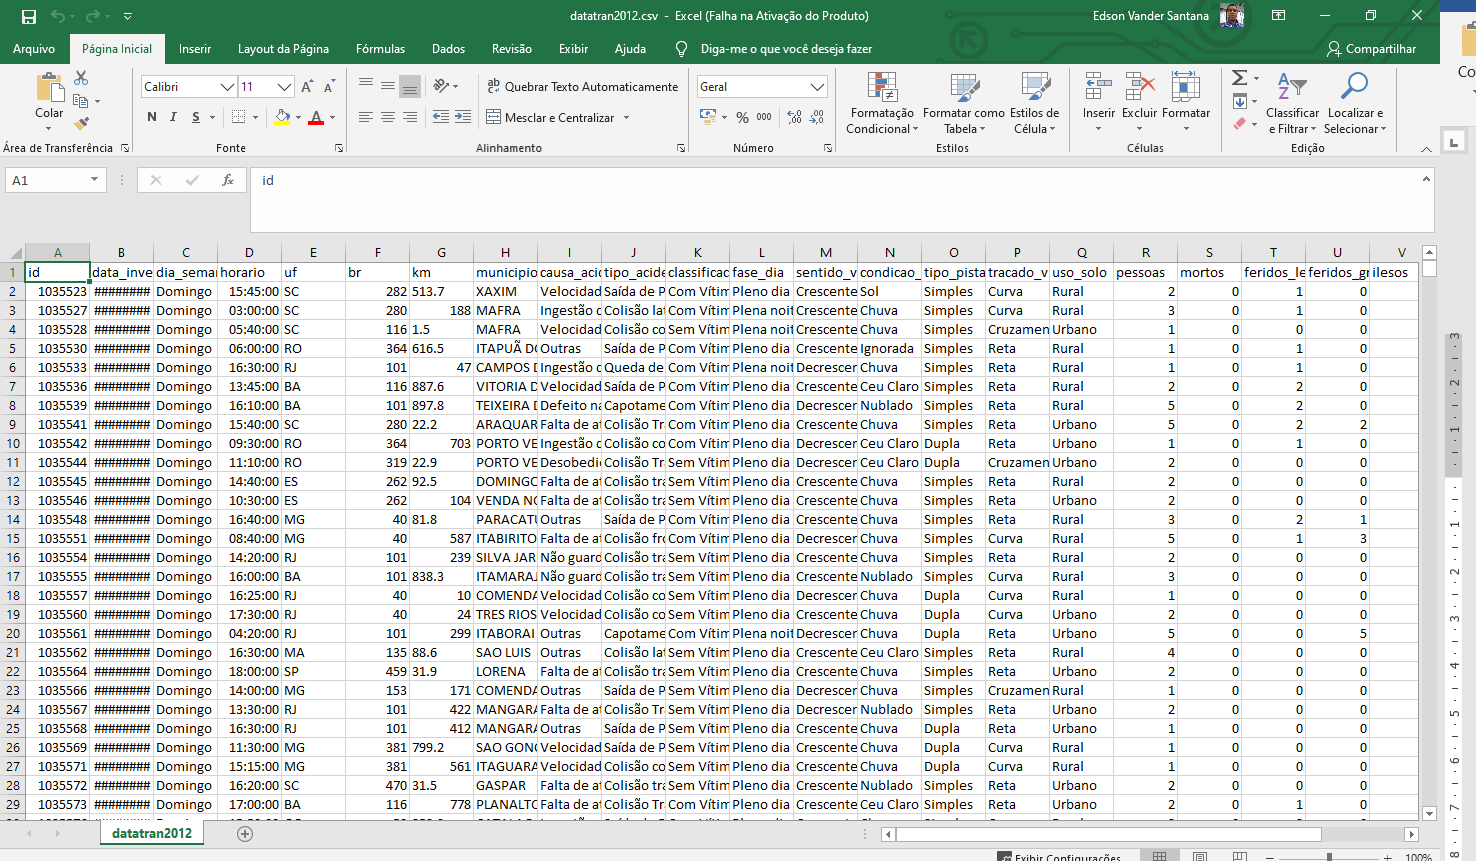 datatran2012.csv - Excel (Falha na Ativação do Produto) Edson Vander Santana
Arquivo Página Inicial Inserir Layout da Página Fórmulas Dados Revisão Exibir Ajuda Diga-me o que você deseja fazer Compartilhar
Colar
Calibri 11
N I S
Quebrar Texto Automaticamente
Mesclar e Centralizar
Geral
% 000
Formatação Condicional
Formatar como Tabela
Estilos de Célula
Inserir Excluir Formatar
Classificar e Filtrar
Localizar e Selecionar
Área de Transferência Fonte Alinhamento Número Estilos Células Edição
A1 fx id
A B C D E F G H I J K L M N O P Q R S T U V
1 id data_inve dia_semar horario uf br km municipio causa_acid tipo_acide classificad fase_dia sentido_v condicao_ tipo_pista tracado_v uso_solo pessoas mortos feridos_le feridos_gr ilesos
2 1035523 ######## Domingo 15:45:00 SC 282 513.7 XAXIM Velocidad Saída de P Com Vítim Pleno dia Crescente Sol Simples Curva Rural 2 0 1 0
3 1035527 ######## Domingo 03:00:00 SC 280 188 MAFRA Ingestão d Colisão lat Com Vítim Plena noit Crescente Chuva Simples Curva Rural 3 0 1 0
4 1035528 ######## Domingo 05:40:00 SC 116 1.5 MAFRA Velocidad Colisão co Sem Vítim Pleno dia Crescente Chuva Simples Cruzamen Urbano 1 0 0 0
5 1035530 ######## Domingo 06:00:00 RO 364 616.5 ITAPUÃ DO Outras Saída de P Com Vítim Pleno dia Crescente Ignorada Simples Reta Rural 1 0 1 0
6 1035533 ######## Domingo 16:30:00 RJ 101 47 CAMPOS D Ingestão d Queda de Com Vítim Plena noit Decrescer Chuva Simples Reta Rural 1 0 1 0
7 1035536 ######## Domingo 13:45:00 BA 116 887.6 VITORIA D Velocidad Saída de P Com Vítim Pleno dia Crescente Ceu Claro Simples Reta Rural 2 0 2 0
8 1035539 ######## Domingo 16:10:00 BA 101 897.8 TEIXEIRA D Defeito na Capotame Com Vítim Pleno dia Decrescer Nublado Simples Reta Rural 5 0 2 0
9 1035541 ######## Domingo 15:40:00 SC 280 22.2 ARAQUAR Falta de at Colisão Tra Com Vítim Pleno dia Crescente Chuva Simples Reta Urbano 5 0 2 2
10 1035542 ######## Domingo 09:30:00 RO 364 703 PORTO VE Ingestão d Colisão co Com Vítim Pleno dia Decrescer Ceu Claro Dupla Reta Urbano 1 0 1 0
11 1035544 ######## Domingo 11:10:00 RO 319 22.9 PORTO VE Desobedie Colisão Tra Sem Vítim Pleno dia Decrescer Ceu Claro Dupla Cruzamen Urbano 2 0 0 0
12 1035545 ######## Domingo 14:40:00 ES 262 92.5 DOMINGO Falta de at Colisão tra Sem Vítim Pleno dia Crescente Chuva Simples Reta Rural 2 0 0 0
13 1035546 ######## Domingo 10:30:00 ES 262 104 VENDA NO Falta de at Colisão tra Sem Vítim Pleno dia Crescente Chuva Simples Reta Urbano 2 0 0 0
14 1035548 ######## Domingo 16:40:00 MG 40 81.8 PARACATU Outras Saída de P Com Vítim Pleno dia Crescente Chuva Simples Reta Rural 3 0 2 1
15 1035551 ######## Domingo 08:40:00 MG 40 587 ITABIRITO Falta de at Colisão fro Com Vítim Pleno dia Decrescer Chuva Simples Curva Rural 5 0 1 3
16 1035554 ######## Domingo 14:20:00 RJ 101 239 SILVA JAR Não guard Colisão tra Sem Vítim Pleno dia Crescente Chuva Simples Reta Rural 2 0 0 0
17 1035555 ######## Domingo 16:00:00 BA 101 838.3 ITAMARAJ Não guard Colisão tra Sem Vítim Pleno dia Crescente Nublado Simples Curva Rural 3 0 0 0
18 1035557 ######## Domingo 16:25:00 RJ 40 10 COMENDA Velocidad Colisão co Sem Vítim Pleno dia Decrescer Chuva Dupla Curva Rural 1 0 0 0
19 1035560 ######## Domingo 17:30:00 RJ 40 24 TRES RIOS Velocidad Colisão co Sem Vítim Pleno dia Crescente Chuva Dupla Curva Urbano 2 0 0 0
20 1035561 ######## Domingo 04:20:00 RJ 101 299 ITABORAI Outras Capotame Com Vítim Plena noit Decrescer Chuva Dupla Reta Urbano 5 0 0 5
21 1035562 ######## Domingo 16:30:00 MA 135 88.6 SAO LUIS Outras Colisão lat Sem Vítim Pleno dia Crescente Ceu Claro Simples Reta Rural 4 0 0 0
22 1035564 ######## Domingo 18:00:00 SP 459 31.9 LORENA Falta de at Colisão tra Sem Vítim Pleno dia Crescente Chuva Simples Reta Urbano 2 0 0 0
23 1035566 ######## Domingo 14:00:00 MG 153 171 COMENDA Outras Saída de P Sem Vítim Pleno dia Decrescer Chuva Simples Cruzamen Rural 1 0 0 0
24 1035567 ######## Domingo 13:30:00 RJ 101 422 MANGARA Falta de at Colisão Tra Sem Vítim Pleno dia Decrescer Nublado Simples Reta Urbano 2 0 0 0
25 1035568 ######## Domingo 16:30:00 RJ 101 412 MANGARA Outras Saída de P Sem Vítim Pleno dia Crescente Chuva Dupla Reta Urbano 1 0 0 0
26 1035569 ######## Domingo 11:30:00 MG 381 799.2 SAO GONC Velocidad Saída de P Sem Vítim Pleno dia Crescente Chuva Dupla Curva Rural 1 0 0 0
27 1035571 ######## Domingo 15:15:00 MG 381 561 ITAGUARA Velocidad Saída de P Sem Vítim Pleno dia Crescente Chuva Dupla Curva Rural 1 0 0 0
28 1035572 ######## Domingo 16:20:00 SC 470 31.5 GASPAR Falta de at Colisão tra Sem Vítim Pleno dia Crescente Nublado Simples Reta Urbano 2 0 0 0
29 1035573 ######## Domingo 17:00:00 BA 116 778 PLANALTO Falta de at Colisão Tra Com Vítim Pleno dia Crescente Ceu Claro Simples Reta Urbano 2 0 1 0
datatran2012
Exibir Configurações 100%